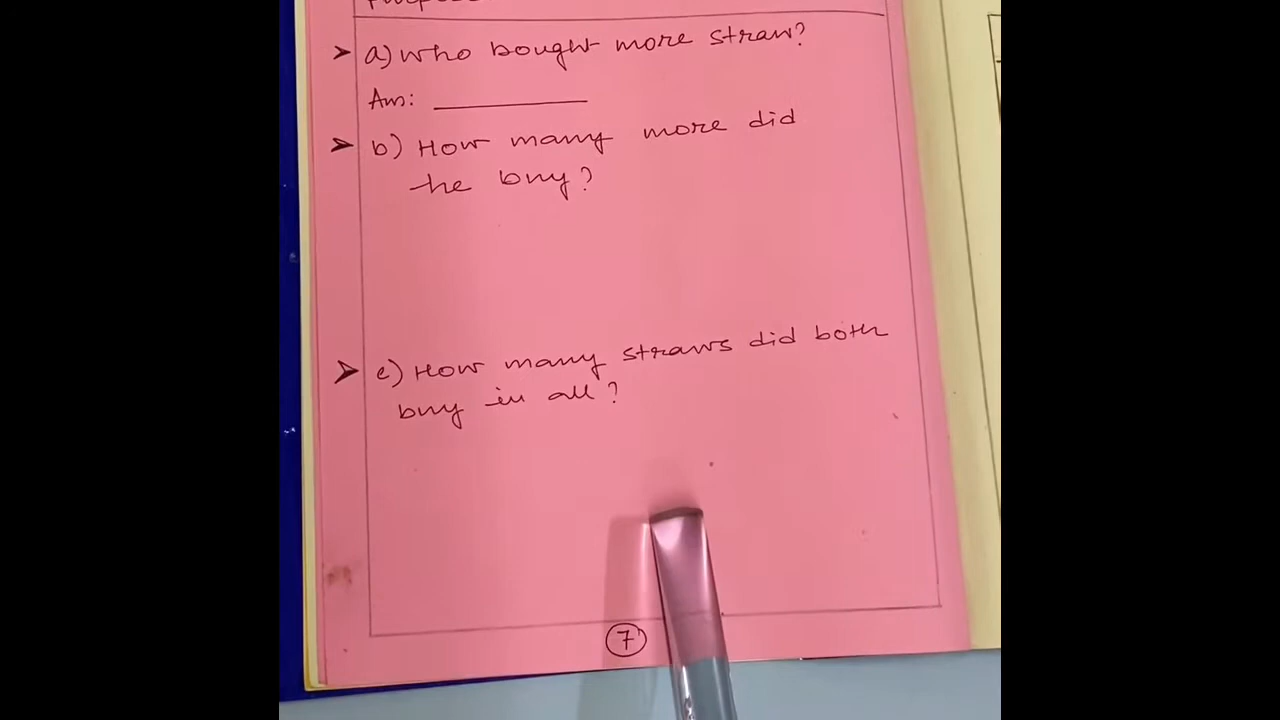 ➤ a) who bought more straw?
Ans: ___________
➤ b) How many more did
he buy?
➤ c) How many straws did both
buy in all?
7